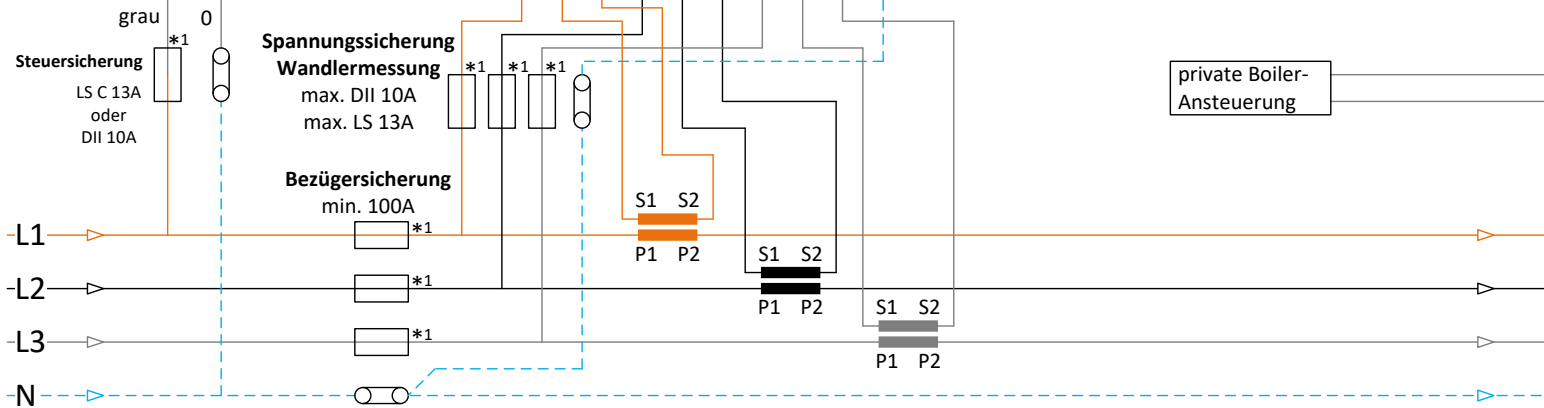 grau 0
*1
Steuersicherung
LS C 13A
oder
DII 10A
Spannungssicherung
Wandlermessung
max. DII 10A
max. LS 13A
*1 *1 *1
private Boiler-
Ansteuerung
Bezügersicherung
min. 100A
S1 S2
L1 *1
P1 P2
S1 S2
L2 *1
P1 P2
S1 S2
L3 *1
P1 P2
N